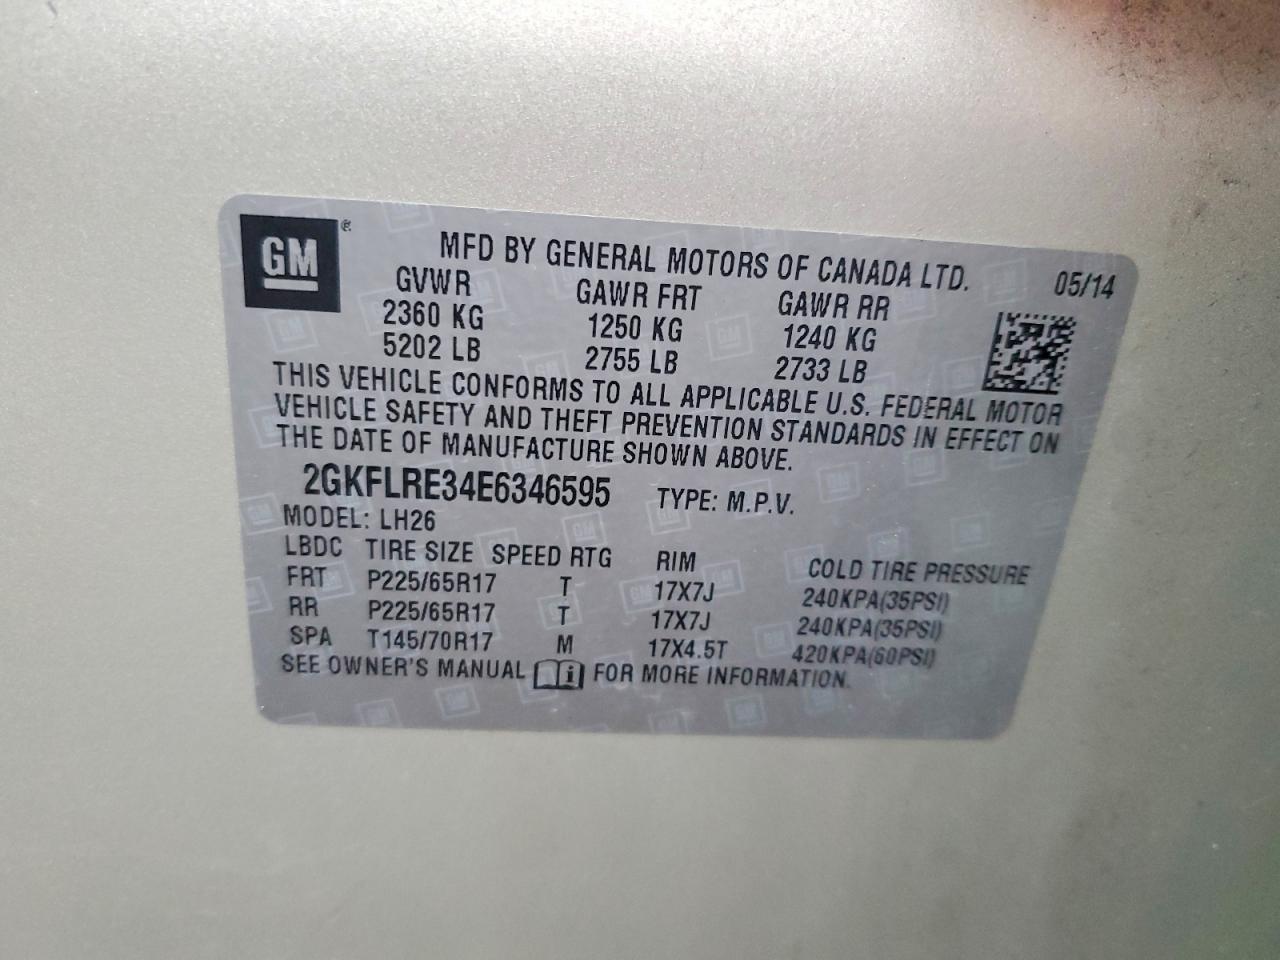 GM ®
MFD BY GENERAL MOTORS OF CANADA LTD. 05/14
GVWR GAWR FRT GAWR RR
2360 KG 1250 KG 1240 KG
5202 LB 2755 LB 2733 LB
THIS VEHICLE CONFORMS TO ALL APPLICABLE U.S. FEDERAL MOTOR
VEHICLE SAFETY AND THEFT PREVENTION STANDARDS IN EFFECT ON
THE DATE OF MANUFACTURE SHOWN ABOVE.
2GKFLRE34E6346595 TYPE: M.P.V.
MODEL: LH26
LBDC TIRE SIZE SPEED RTG RIM COLD TIRE PRESSURE
FRT P225/65R17 T 17X7J 240KPA(35PSI)
RR P225/65R17 T 17X7J 240KPA(35PSI)
SPA T145/70R17 M 17X4.5T 420KPA(60PSI)
SEE OWNER'S MANUAL i FOR MORE INFORMATION.